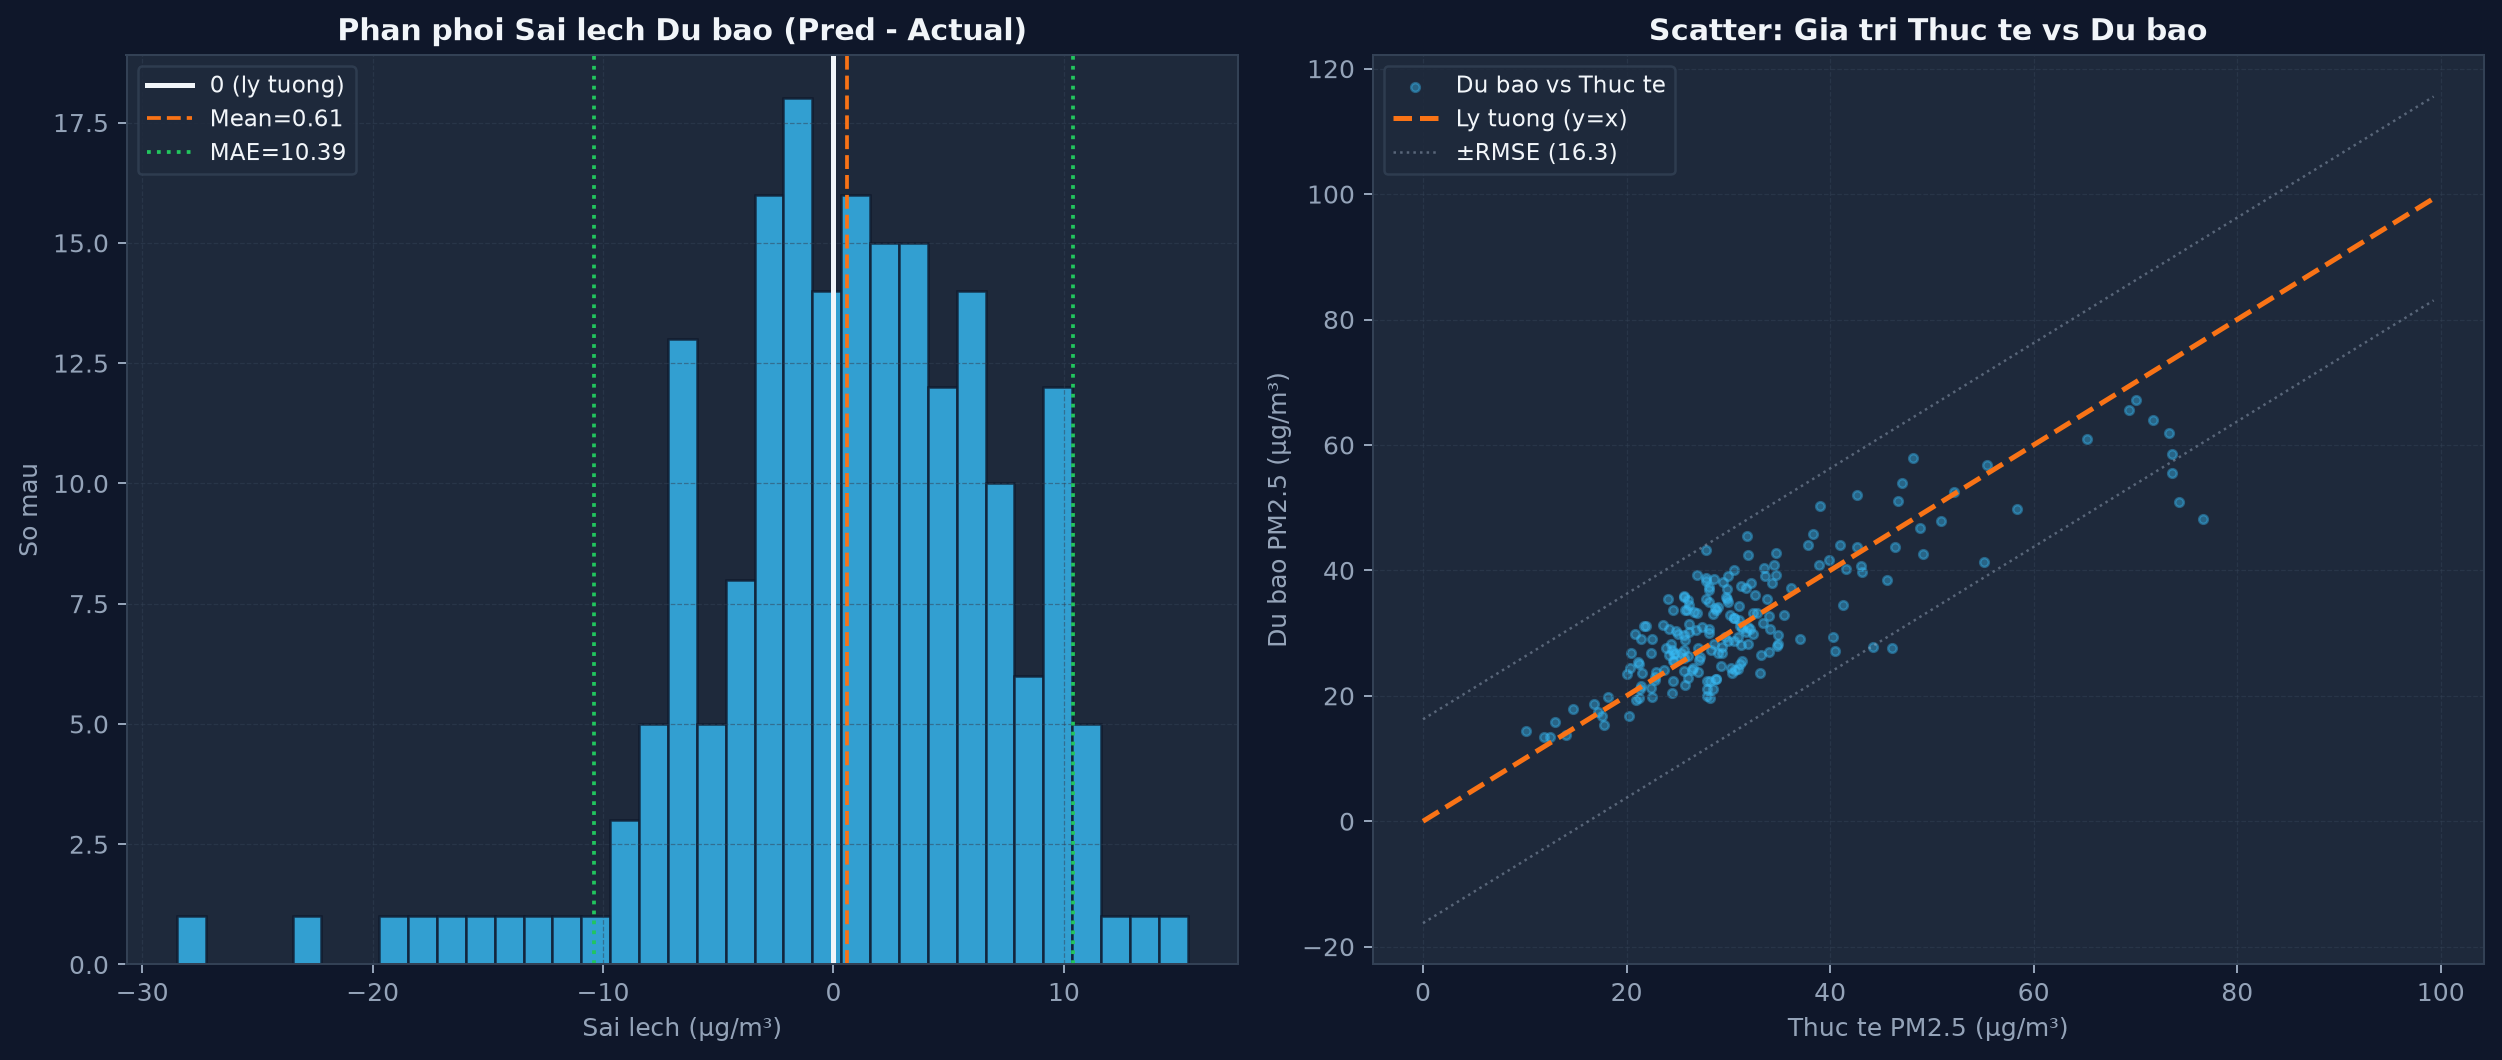 Phan phoi Sai lech Du bao (Pred - Actual)
0 (ly tuong)
Mean=0.61
MAE=10.39
17.5
15.0
12.5
10.0
7.5
5.0
2.5
0.0
So mau
−30
−20
−10
0
10
Sai lech (µg/m³)
Scatter: Gia tri Thuc te vs Du bao
Du bao vs Thuc te
Ly tuong (y=x)
±RMSE (16.3)
120
100
80
60
40
20
0
−20
Du bao PM2.5 (µg/m³)
0
20
40
60
80
100
Thuc te PM2.5 (µg/m³)